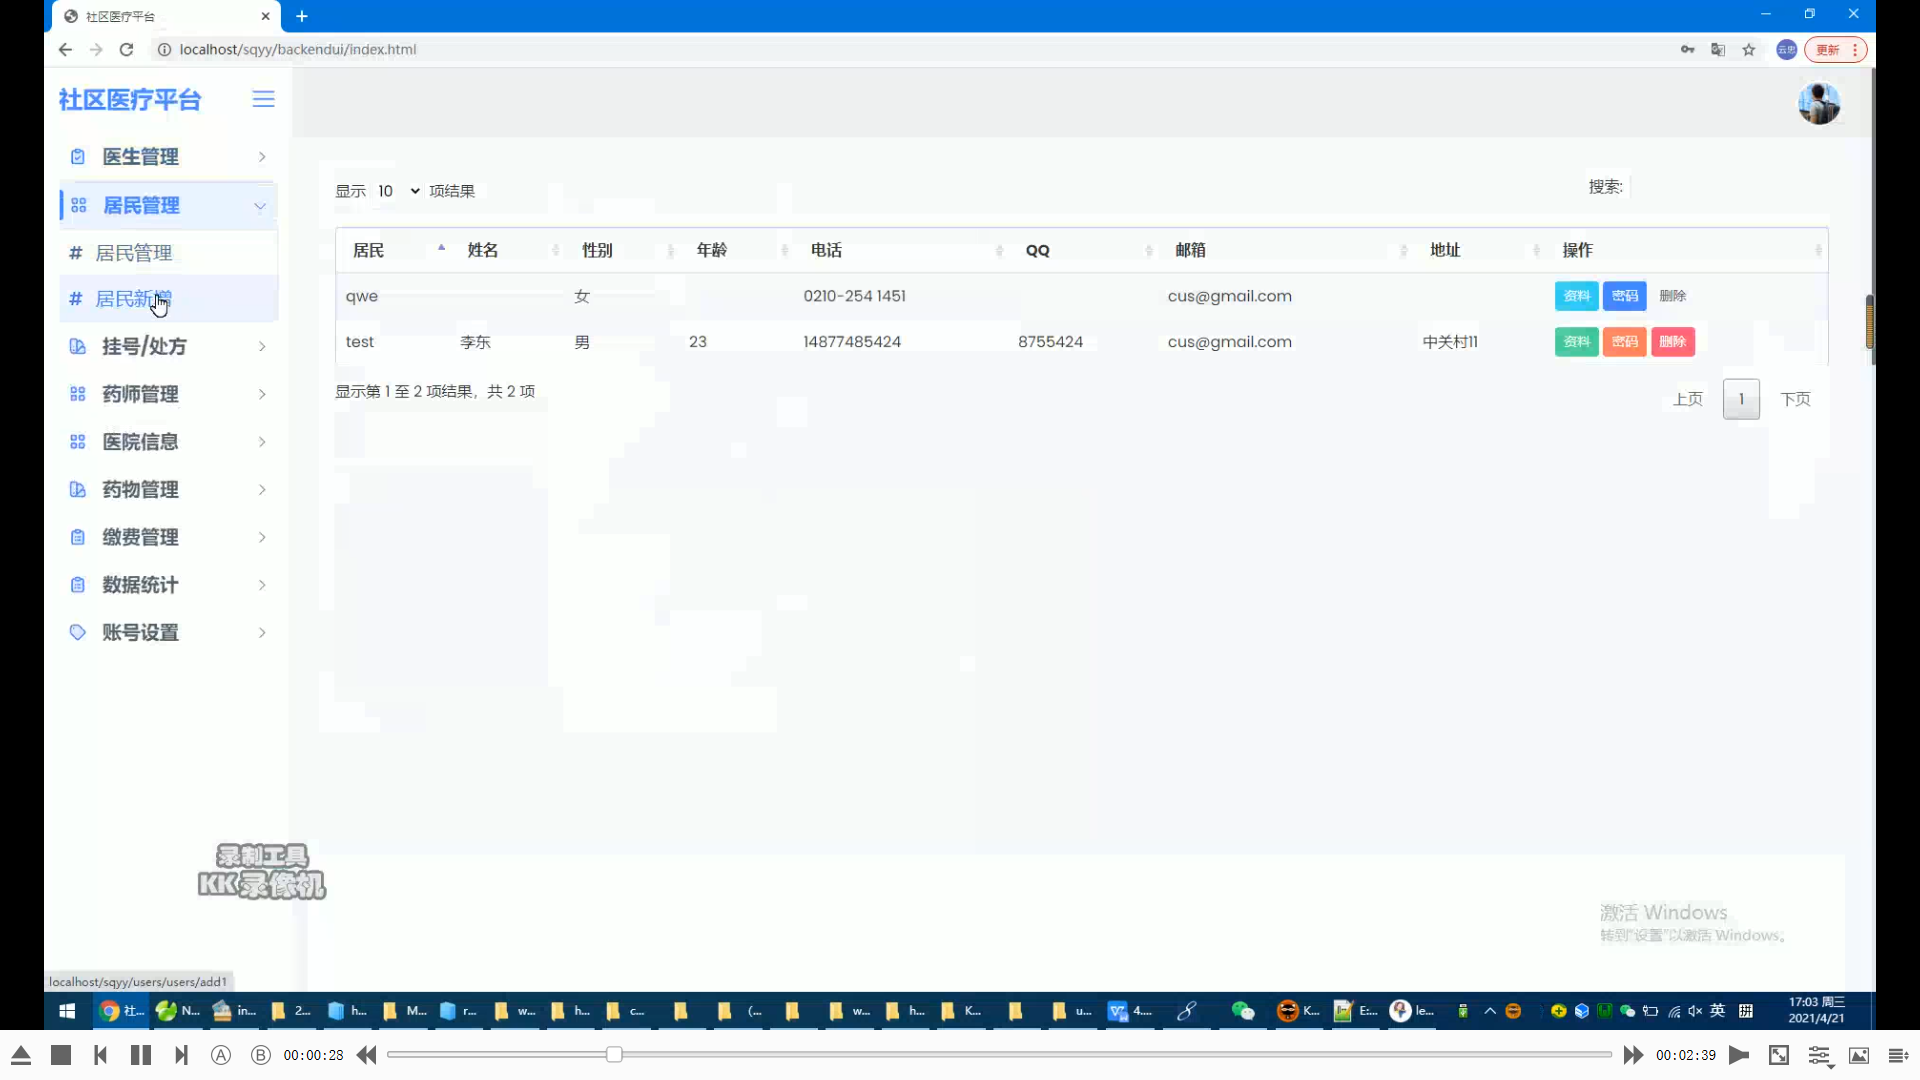 社区医疗平台
localhost/sqyy/backendui/index.html
更新
社区医疗平台
医生管理
居民管理
# 居民管理
# 居民新增
挂号/处方
药师管理
医院信息
药物管理
缴费管理
数据统计
账号设置
显示 10 项结果
搜索:
居民 姓名 性别 年龄 电话 QQ 邮箱 地址 操作
qwe 女 0210-254 1451 cus@gmail.com 资料 密码 删除
test 李东 男 23 14877485424 8755424 cus@gmail.com 中关村11 资料 密码 删除
显示第 1 至 2 项结果，共 2 项
上页 1 下页
录制工具
KK录像机
激活 Windows
转到"设置"以激活 Windows。
localhost/sqyy/users/users/add1
社... N... in... 2... h... M... r... w... h... c... (... w... h... K... u... 4... K... E:... le... 英
17:03 周三
2021/4/21
A B 00:00:28 00:02:39